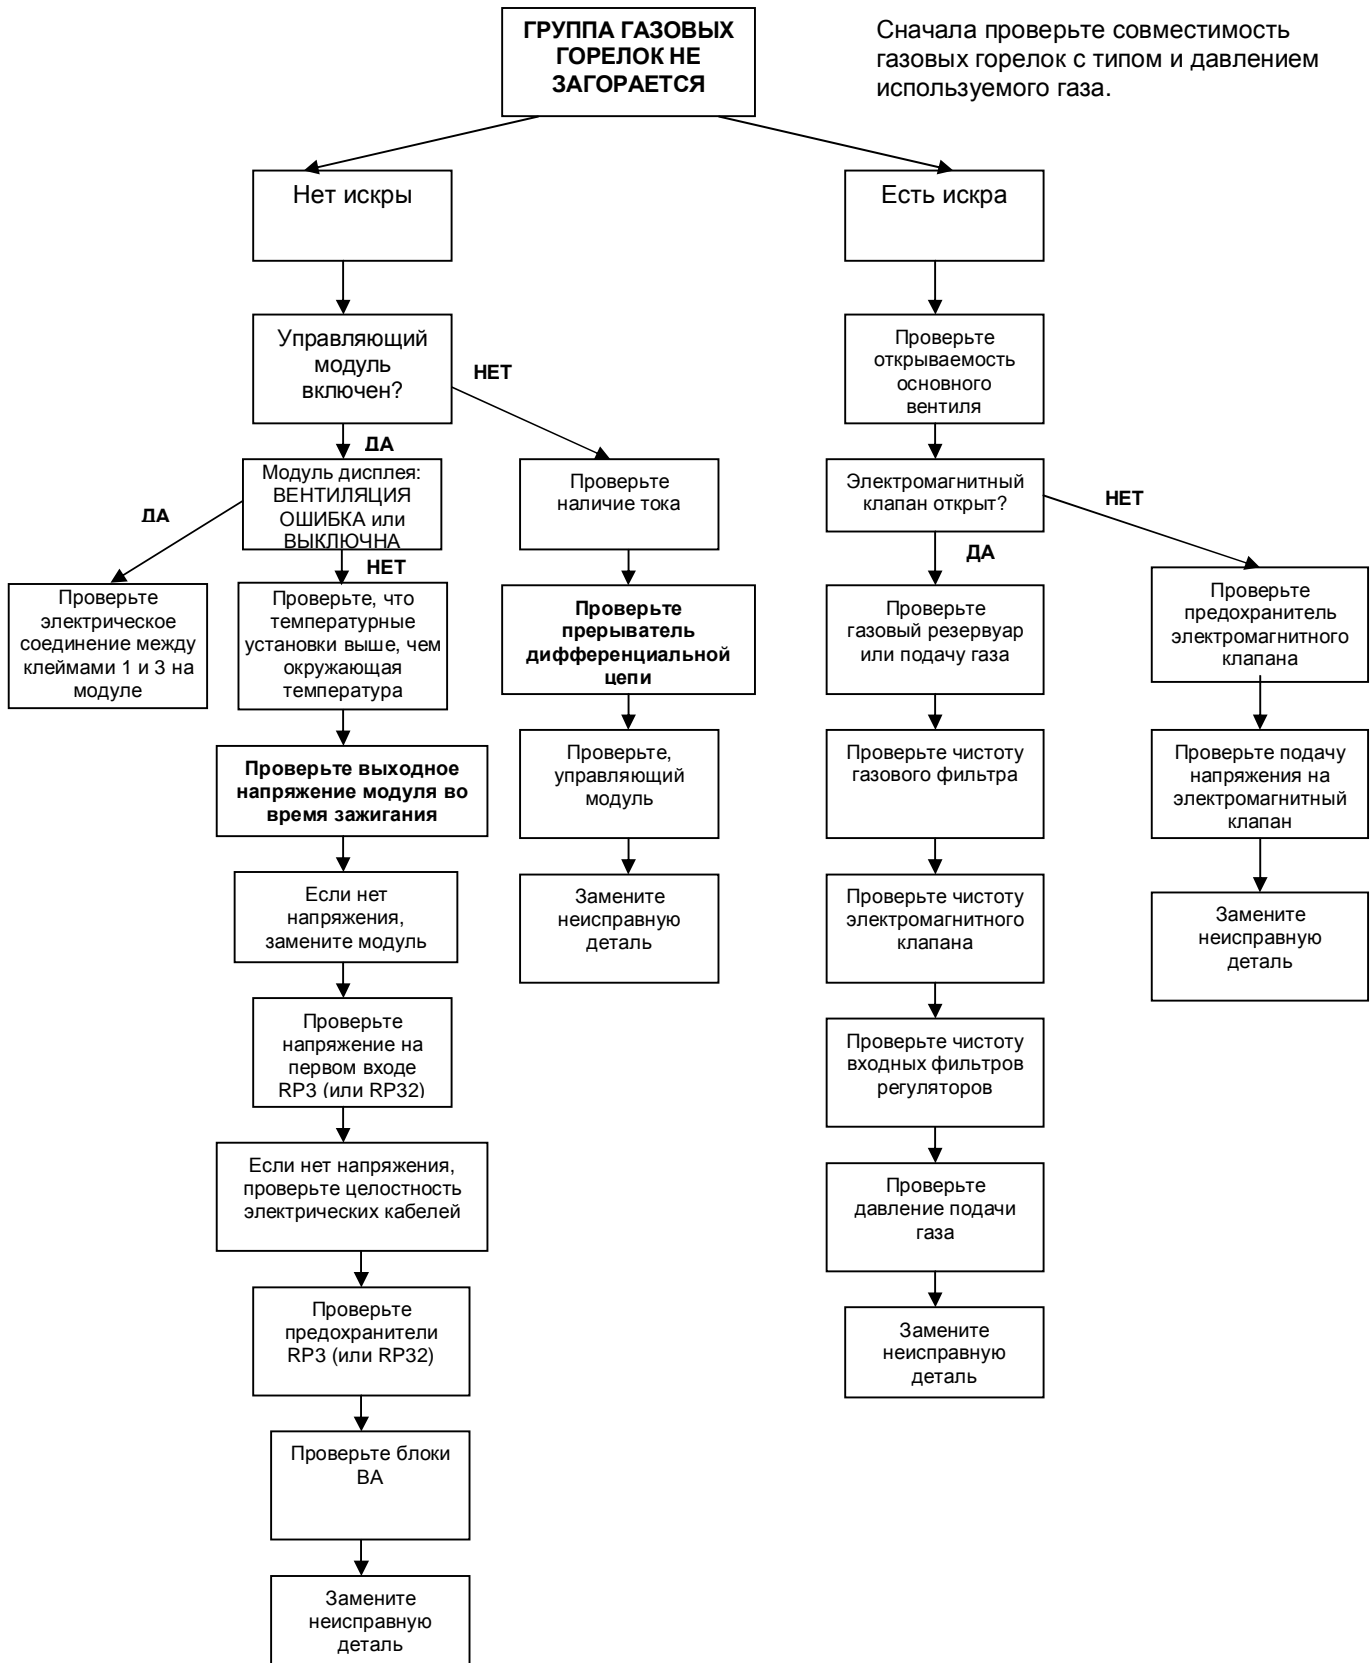 ГРУППА ГАЗОВЫХ
ГОРЕЛОК НЕ
ЗАГОРАЕТСЯ
Сначала проверьте совместимость
газовых горелок с типом и давлением
используемого газа.
Нет искры
Есть искра
Управляющий
модуль
включен?
НЕТ
Проверьте
открываемость
основного
вентиля
ДА
Модуль дисплея:
ВЕНТИЛЯЦИЯ
ОШИБКА или
ВЫКЛЮЧНА
ДА
НЕТ
Проверьте
наличие тока
Электромагнитный
клапан открыт?
НЕТ
ДА
Проверьте
электрическое
соединение между
клеймами 1 и 3 на
модуле
Проверьте, что
температурные
установки выше, чем
окружающая
температура
Проверьте
прерыватель
дифференциальной
цепи
Проверьте
газовый резервуар
или подачу газа
Проверьте
предохранитель
электромагнитного
клапана
Проверьте выходное
напряжение модуля во
время зажигания
Проверьте,
управляющий
модуль
Проверьте чистоту
газового фильтра
Проверьте подачу
напряжения на
электромагнитный
клапан
Если нет
напряжения,
замените модуль
Замените
неисправную
деталь
Проверьте чистоту
электромагнитного
клапана
Замените
неисправную
деталь
Проверьте
напряжение на
первом входе
RP3 (или RP32)
Проверьте чистоту
входных фильтров
регуляторов
Если нет напряжения,
проверьте целостность
электрических кабелей
Проверьте
давление подачи
газа
Проверьте
предохранители
RP3 (или RP32)
Замените
неисправную
деталь
Проверьте блоки
ВА
Замените
неисправную
деталь